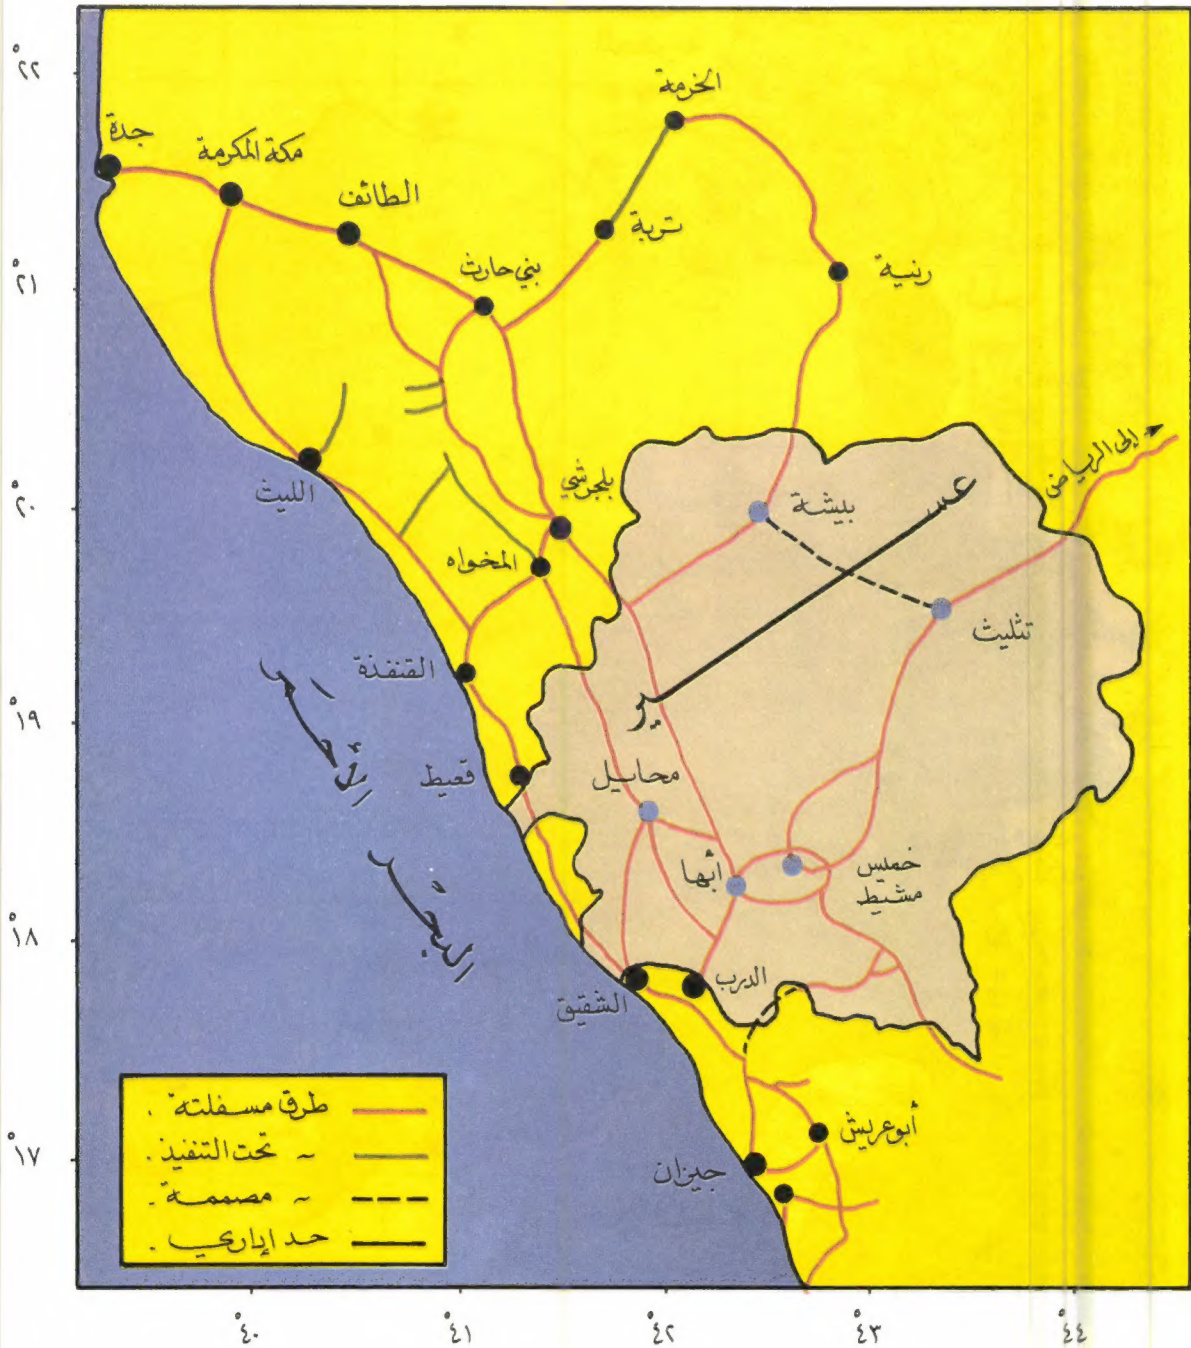 °٢٢
°٢١
°٢٠
°١٩
°١٨
°١٧
الخرمة
جدة
مكة المكرمة
الطائف
تربة
بني حارث
رنية
إلى الرياض
بلجرشي
بيشة
عسير
الليث
المخواه
تثليث
القنفذة
البحر الأحمر
قعيط
محايل
أبها
خميس
مشيط
الدرب
الشقيق
أبوعريش
جيزان
طرق مسفلتة .
~ تحت التنفيذ .
~ مصممة .
حد إداري .
°٤٠
°٤١
°٤٢
°٤٣
°٤٤